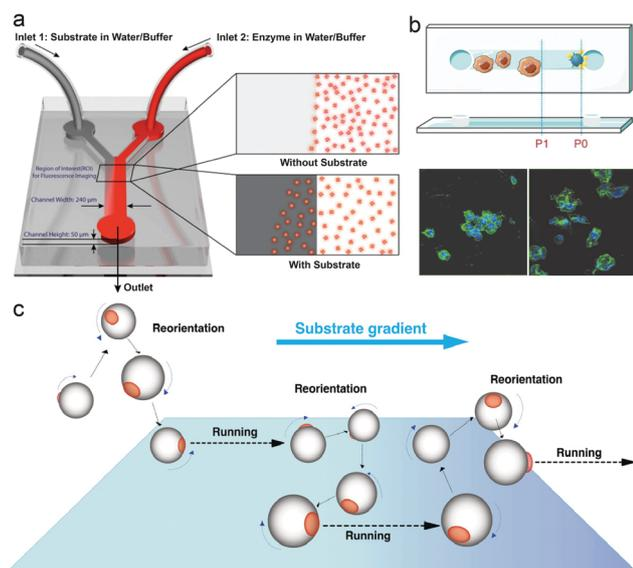 a
Inlet 1: Substrate in Water/Buffer
Inlet 2: Enzyme in Water/Buffer
Region of Interest(ROI)
for Fluorescence Imaging
Channel Width: 240 μm
Channel Height: 50 μm
Outlet
Without Substrate
With Substrate
b
P1 P0
c
Reorientation
Substrate gradient
Reorientation
Reorientation
Running
Running
Running